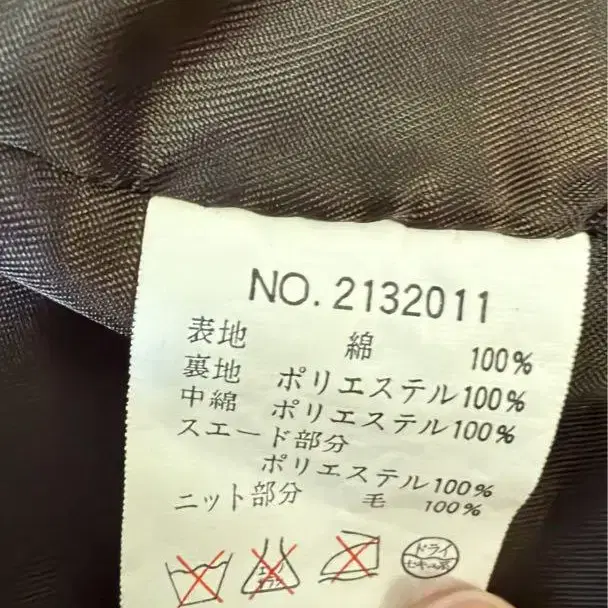 NO. 2132011
表地 綿 100%
裏地 ポリエステル100%
中綿 ポリエステル100%
スエード部分
ポリエステル100%
ニット部分 毛 100%
ドライ